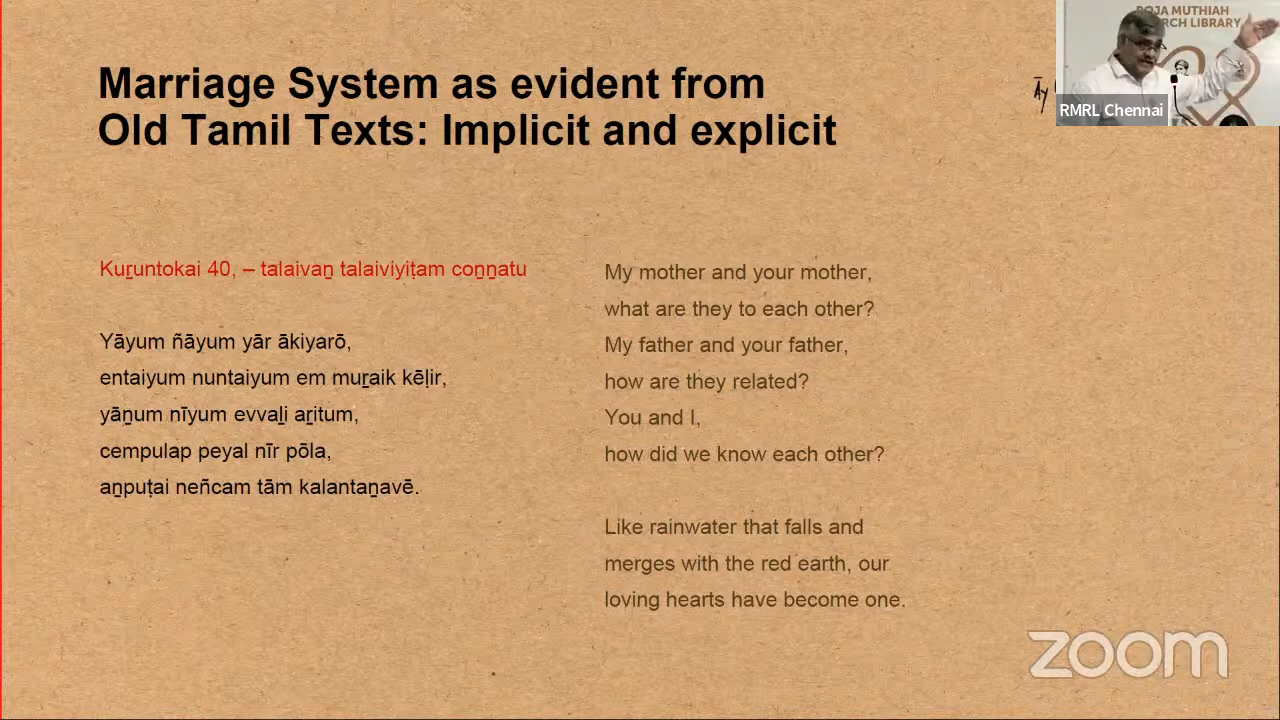 Marriage System as evident from
Old Tamil Texts: Implicit and explicit
Kuṟuntokai 40, – talaivaṉ talaiviyiṭam coṉṉatu
Yāyum ñāyum yār ākiyarō,
entaiyum nuntaiyum em muṟaik kēḷir,
yāṉum nīyum evvaḻi aṟitum,
cempulap peyal nīr pōla,
aṉpuṭai neñcam tām kalantaṉavē.
My mother and your mother,
what are they to each other?
My father and your father,
how are they related?
You and I,
how did we know each other?
Like rainwater that falls and
merges with the red earth, our
loving hearts have become one.
Āy
MUTHIAH
LIBRARY
RMRL Chennai
zoom